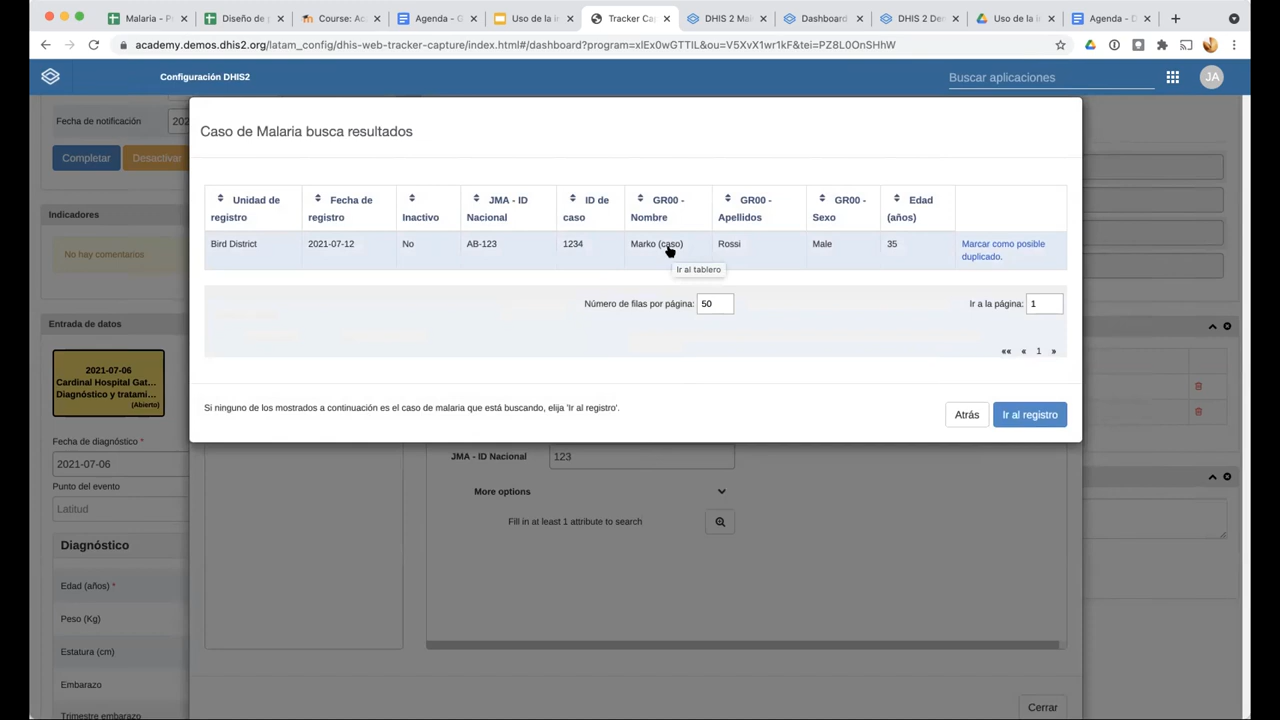 Malaria - P
Diseño de
Course: Ac
Agenda - G
Uso de la i
Tracker Ca
DHIS 2 Mal
Dashboard
DHIS 2 De
Uso de la i
Agenda - D
academy.demos.dhis2.org/latam_config/dhis-web-tracker-capture/index.html#/dashboard?program=xlEx0wGTTIL&ou=V5XvX1wr1kF&tei=PZ8L0OnSHhW
Configuración DHIS2
Buscar aplicaciones
JA
Fecha de notificación
202
Completar
Desactivar
Indicadores
No hay comentarios
Entrada de datos
2021-07-06
Cardinal Hospital Gat...
Diagnóstico y tratami...
(Abierto)
Fecha de diagnóstico *
2021-07-06
Punto del evento
Latitud
Diagnóstico
Edad (años) *
Peso (Kg)
Estatura (cm)
Embarazo
Trimestre embarazo
Caso de Malaria busca resultados
Unidad de registro
Fecha de registro
Inactivo
JMA - ID Nacional
ID de caso
GR00 - Nombre
GR00 - Apellidos
GR00 - Sexo
Edad (años)
Bird District
2021-07-12
No
AB-123
1234
Marko (caso)
Rossi
Male
35
Marcar como posible duplicado.
Ir al tablero
Número de filas por página: 50
Ir a la página: 1
«« « 1 »
Si ninguno de los mostrados a continuación es el caso de malaria que está buscando, elija 'Ir al registro'.
Atrás
Ir al registro
JMA - ID Nacional
123
More options
Fill in at least 1 attribute to search
Cerrar